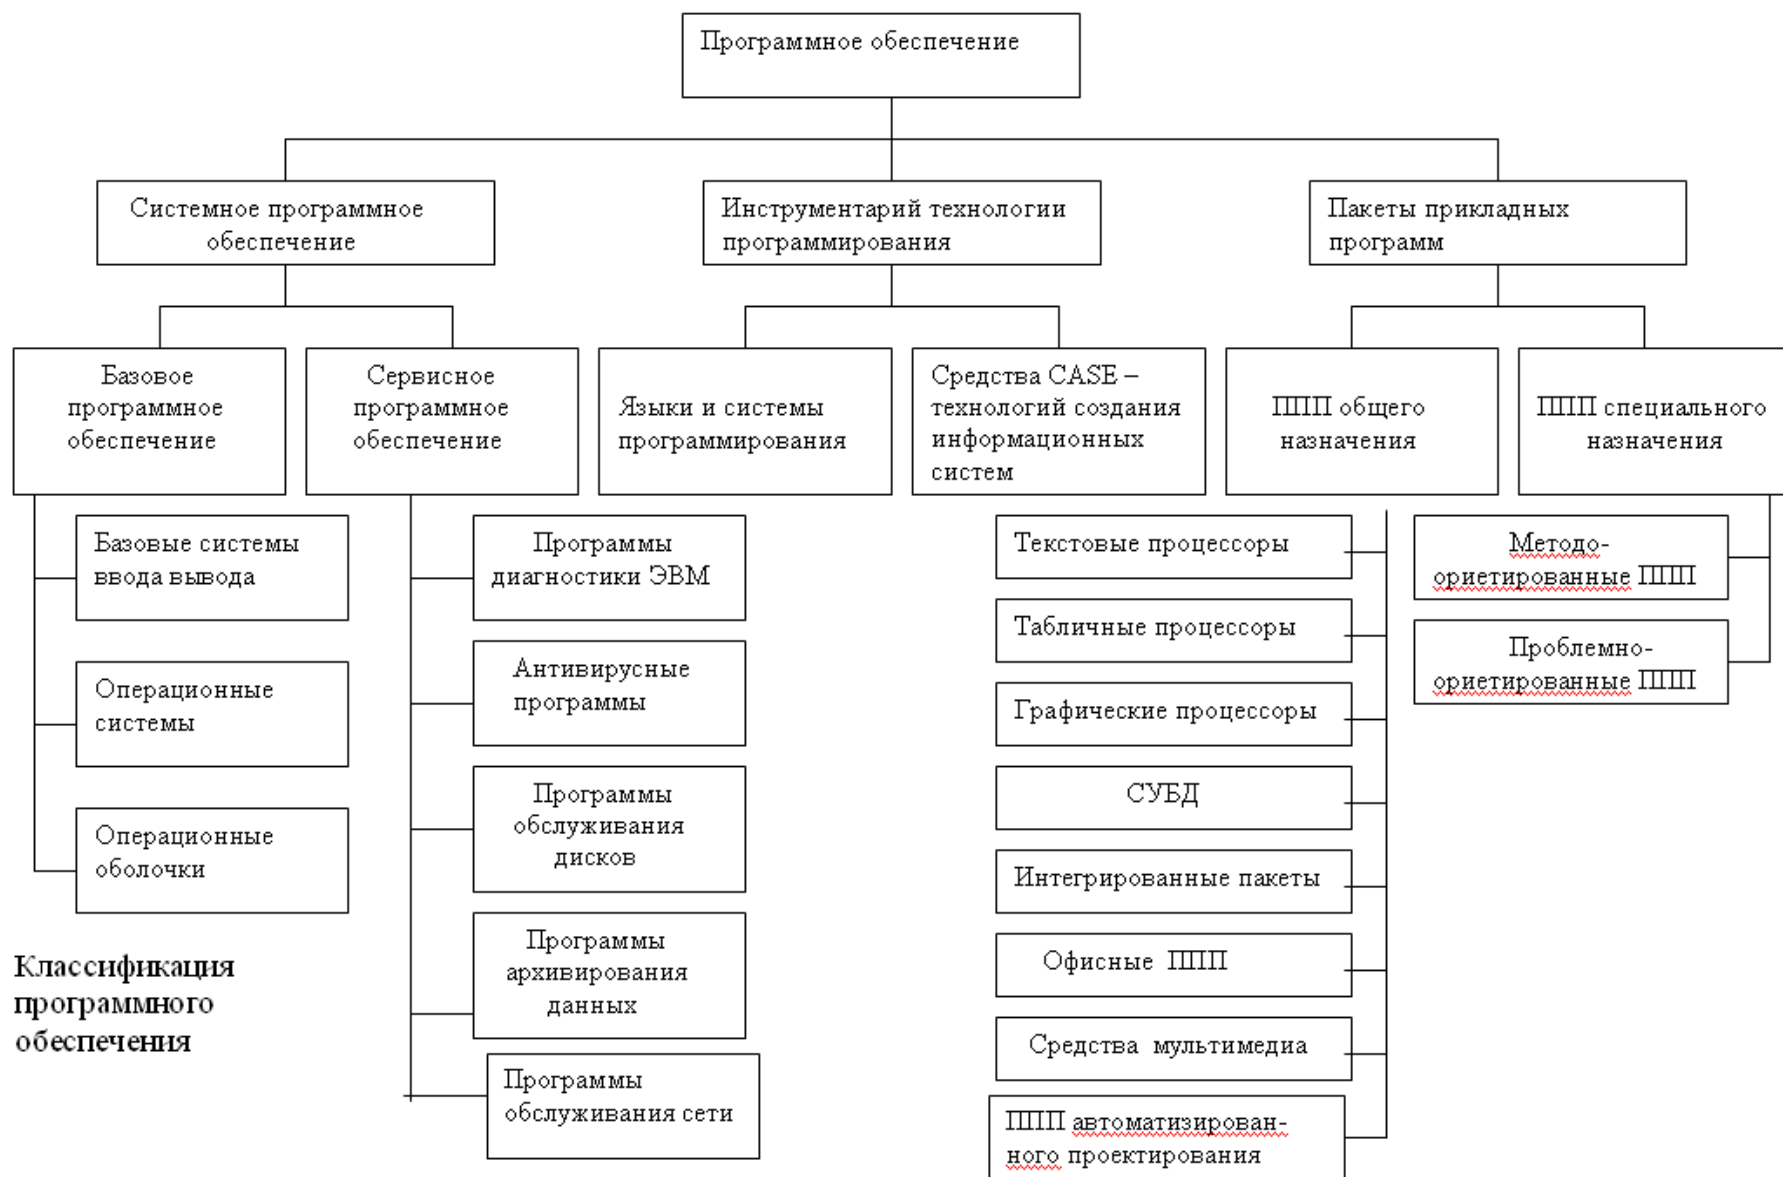 Программное обеспечение
Системное программное
обеспечение
Инструментарий технологии
программирования
Пакеты прикладных
программ
Базовое
программное
обеспечение
Сервисное
программное
обеспечение
Языки и системы
программирования
Средства CASE –
технологий создания
информационных
систем
ППП общего
назначения
ППП специального
назначения
Базовые системы
ввода вывода
Операционные
системы
Операционные
оболочки
Программы
диагностики ЭВМ
Антивирусные
программы
Программы
обслуживания
дисков
Программы
архивирования
данных
Программы
обслуживания сети
Текстовые процессоры
Табличные процессоры
Графические процессоры
СУБД
Интегрированные пакеты
Офисные ППП
Средства мультимедиа
ППП автоматизирован-
ного проектирования
Методо-
ориетированные ППП
Проблемно-
ориетированные ППП
Классификация
программного
обеспечения